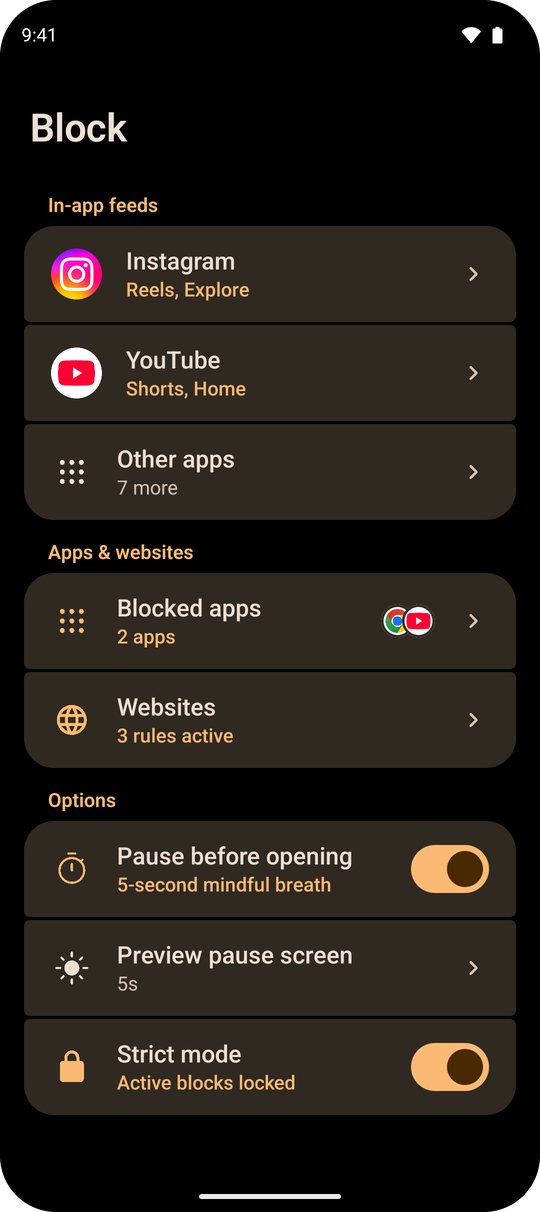 9:41
Block
In-app feeds
Instagram
Reels, Explore
YouTube
Shorts, Home
Other apps
7 more
Apps & websites
Blocked apps
2 apps
Websites
3 rules active
Options
Pause before opening
5-second mindful breath
Preview pause screen
5s
Strict mode
Active blocks locked